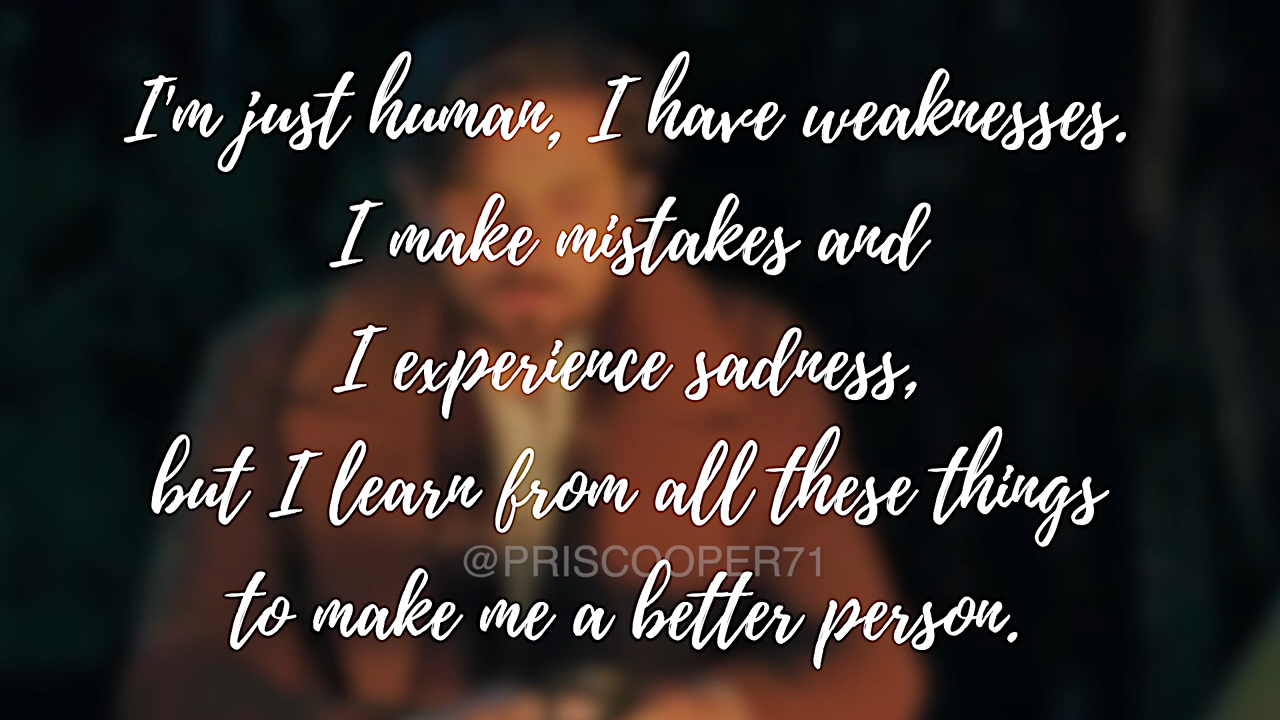 I'm just human, I have weaknesses.
I make mistakes and
I experience sadness,
but I learn from all these things
@PRISCOOPER71
to make me a better person.